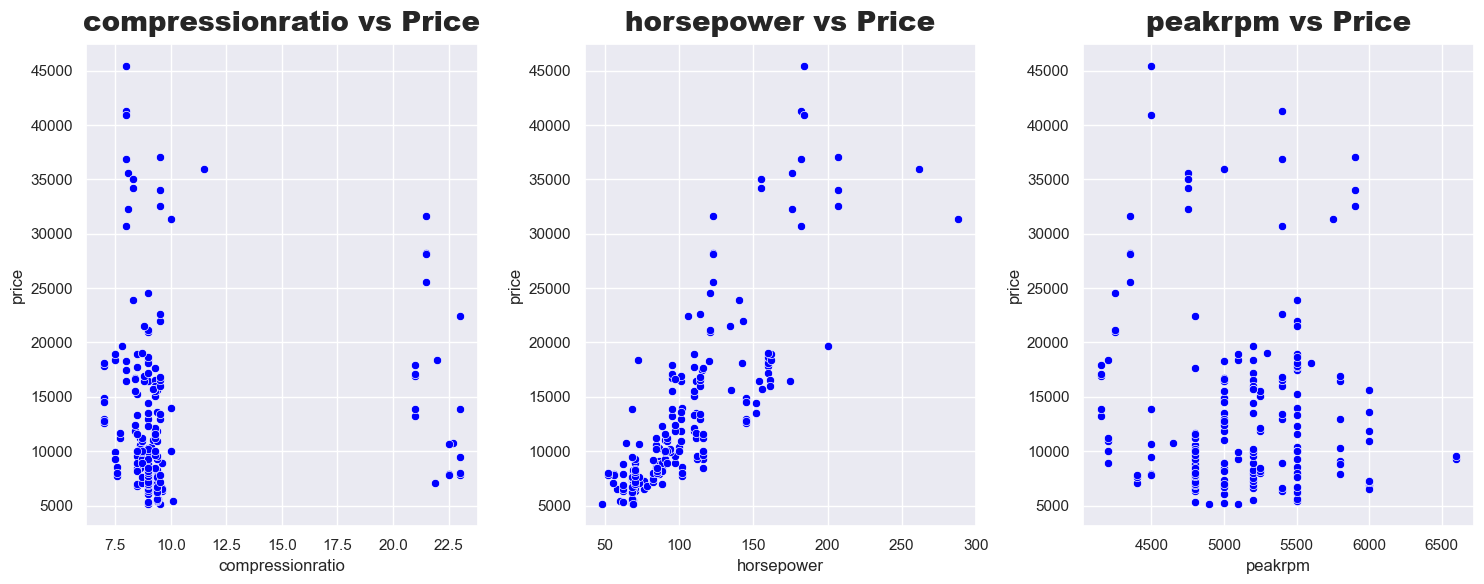 compressionratio vs Price
45000
40000
35000
30000
25000
20000
15000
10000
5000
price
7.5 10.0 12.5 15.0 17.5 20.0 22.5
compressionratio
horsepower vs Price
45000
40000
35000
30000
25000
20000
15000
10000
5000
price
50 100 150 200 250 300
horsepower
peakrpm vs Price
45000
40000
35000
30000
25000
20000
15000
10000
5000
price
4500 5000 5500 6000 6500
peakrpm